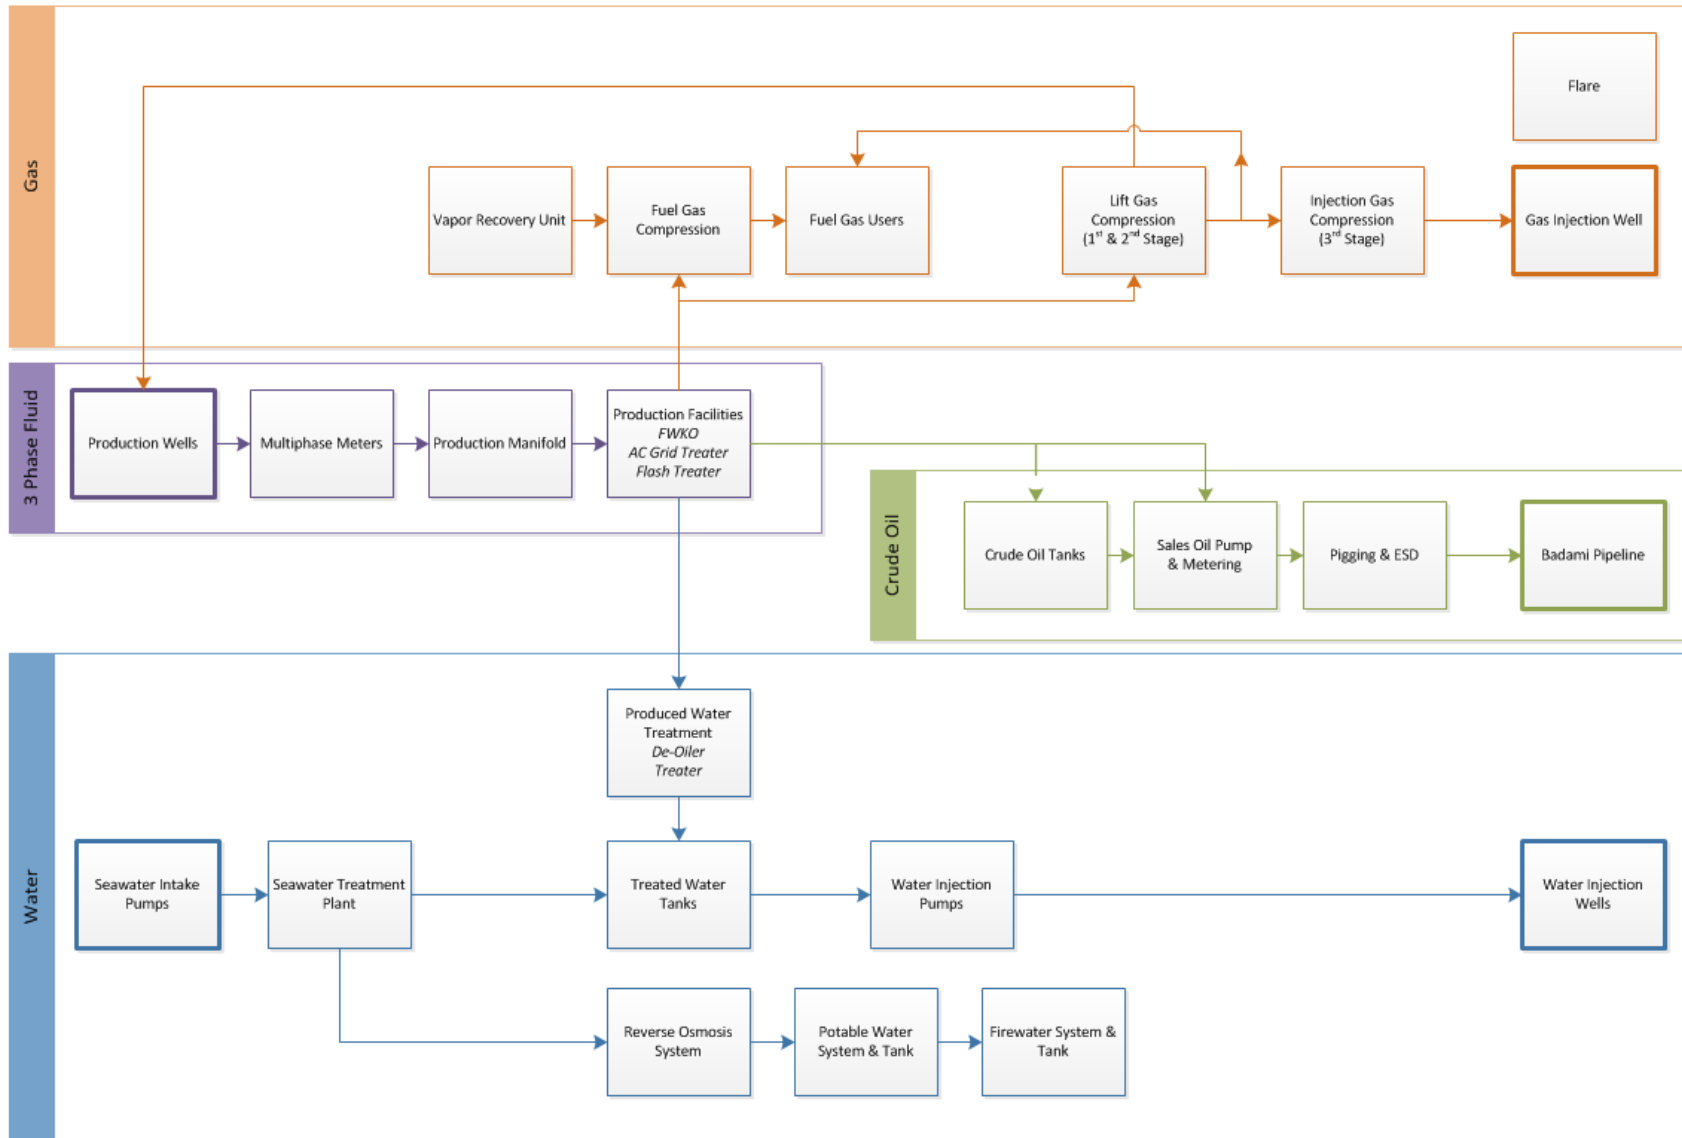 Gas
Flare
Vapor Recovery Unit
Fuel Gas
Compression
Fuel Gas Users
Lift Gas
Compression
(1st & 2nd Stage)
Injection Gas
Compression
(3rd Stage)
Gas Injection Well
3 Phase Fluid
Production Wells
Multiphase Meters
Production Manifold
Production Facilities
FWKO
AC Grid Treater
Flash Treater
Crude Oil
Crude Oil Tanks
Sales Oil Pump
& Metering
Pigging & ESD
Badami Pipeline
Water
Produced Water
Treatment
De-Oiler
Treater
Seawater Intake
Pumps
Seawater Treatment
Plant
Treated Water
Tanks
Water Injection
Pumps
Water Injection
Wells
Reverse Osmosis
System
Potable Water
System & Tank
Firewater System &
Tank